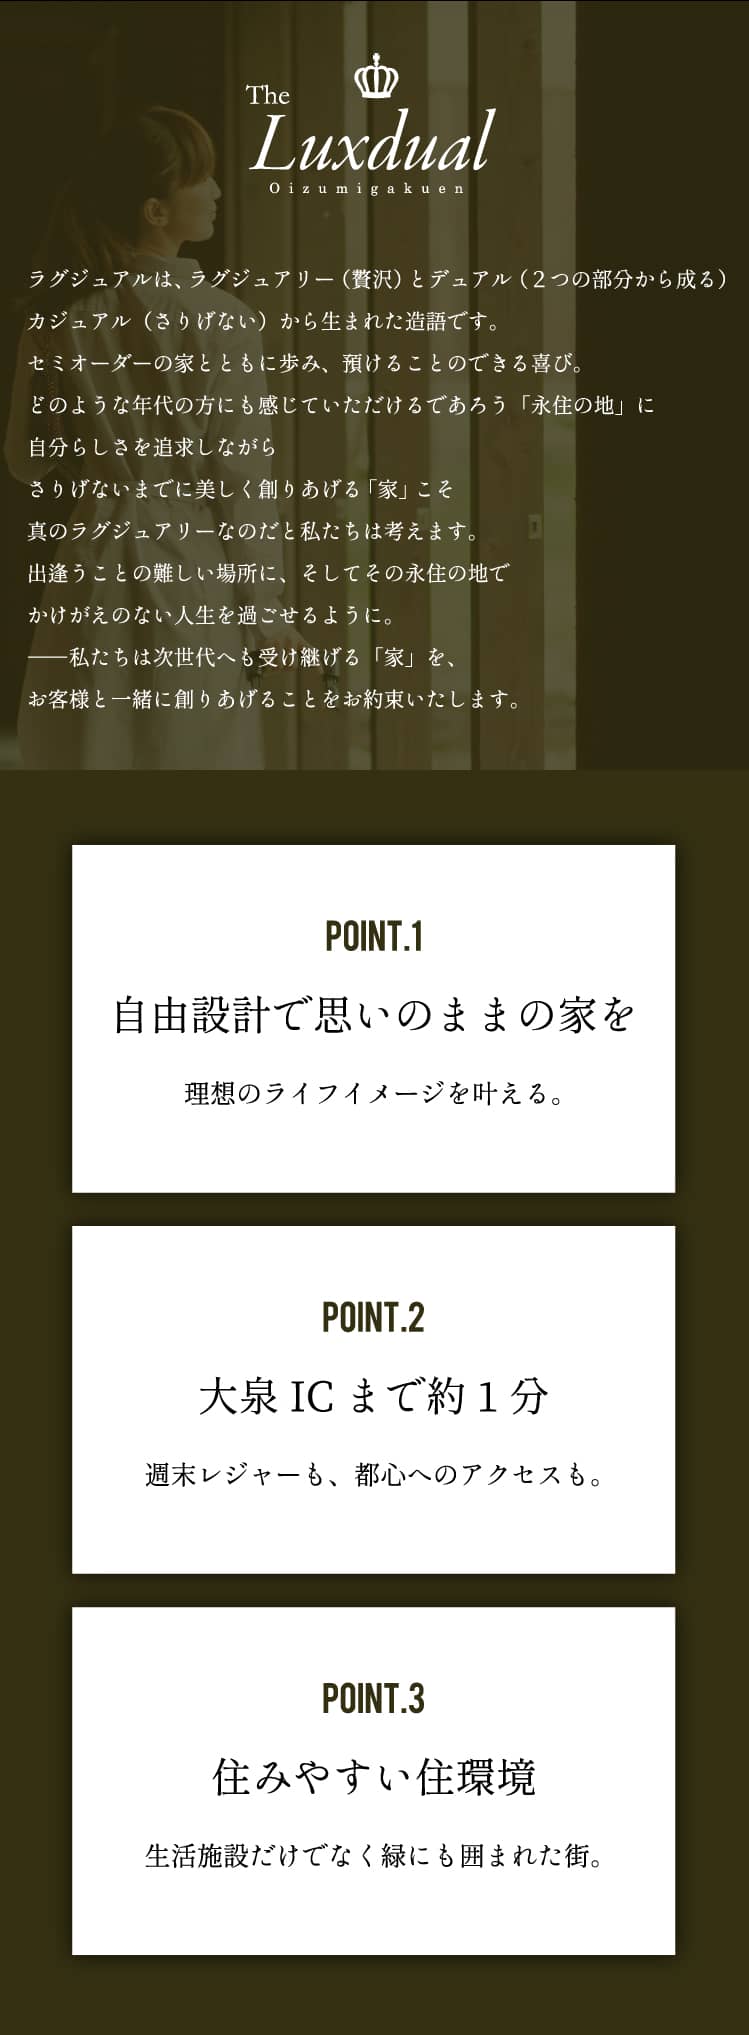 The
Luxdual
Oizumigakuen
ラグジュアルは、ラグジュアリー（贅沢）とデュアル（２つの部分から成る）
カジュアル（さりげない）から生まれた造語です。
セミオーダーの家とともに歩み、預けることのできる喜び。
どのような年代の方にも感じていただけるであろう「永住の地」に
自分らしさを追求しながら
さりげないまでに美しく創りあげる「家」こそ
真のラグジュアリーなのだと私たちは考えます。
出逢うことの難しい場所に、そしてその永住の地で
かけがえのない人生を過ごせるように。
――私たちは次世代へも受け継げる「家」を、
お客様と一緒に創りあげることをお約束いたします。
POINT.1
自由設計で思いのままの家を
理想のライフイメージを叶える。
POINT.2
大泉 IC まで約１分
週末レジャーも、都心へのアクセスも。
POINT.3
住みやすい住環境
生活施設だけでなく緑にも囲まれた街。